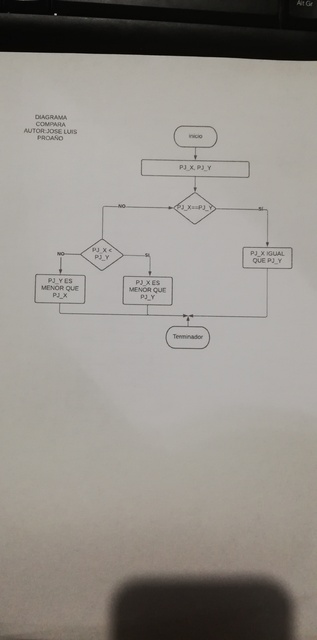 Alt Gr
DIAGRAMA
COMPARA
AUTOR:JOSE LUIS
PROAÑO
Inicio
PJ_X, PJ_Y
PJ_X==PJ_Y
NO
SI
PJ_X <
PJ_Y
NO
SI
PJ_X IGUAL
QUE PJ_Y
PJ_Y ES
MENOR QUE
PJ_X
PJ_X ES
MENOR QUE
PJ_Y
Terminador